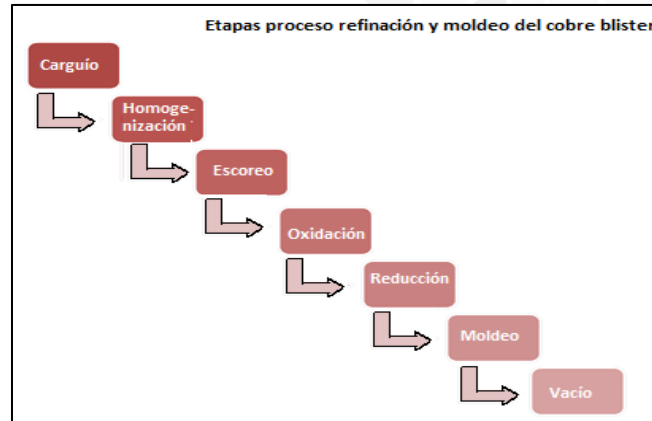 Etapas proceso refinación y moldeo del cobre blister
Carguío
Homoge-
nización
Escoreo
Oxidación
Reducción
Moldeo
Vacío